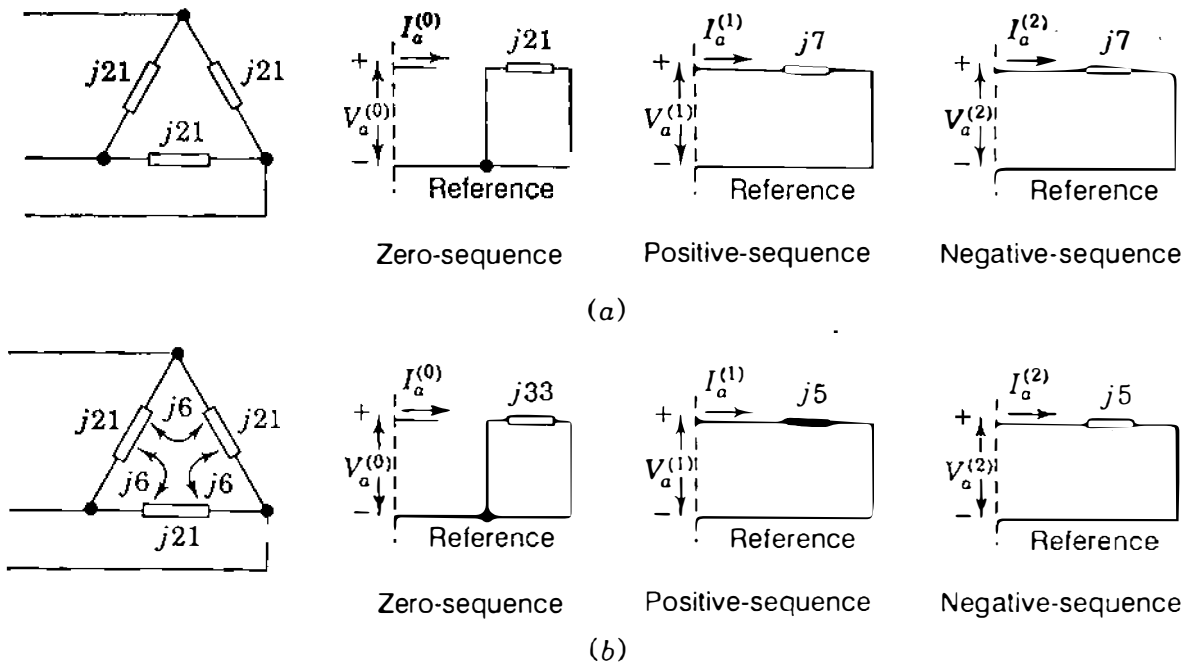 I_a^{(0)} j21 I_a^{(1)} j7 I_a^{(2)} j7
j21 j21
+ + +
V_a^{(0)} V_a^{(1)} V_a^{(2)}
j21
− − −
Reference Reference Reference
Zero-sequence Positive-sequence Negative-sequence
(a)
I_a^{(0)} j33 I_a^{(1)} j5 I_a^{(2)} j5
j21 j6 j21
+ + +
j6 j6
V_a^{(0)} V_a^{(1)} V_a^{(2)}
− − −
j21
Reference Reference Reference
Zero-sequence Positive-sequence Negative-sequence
(b)